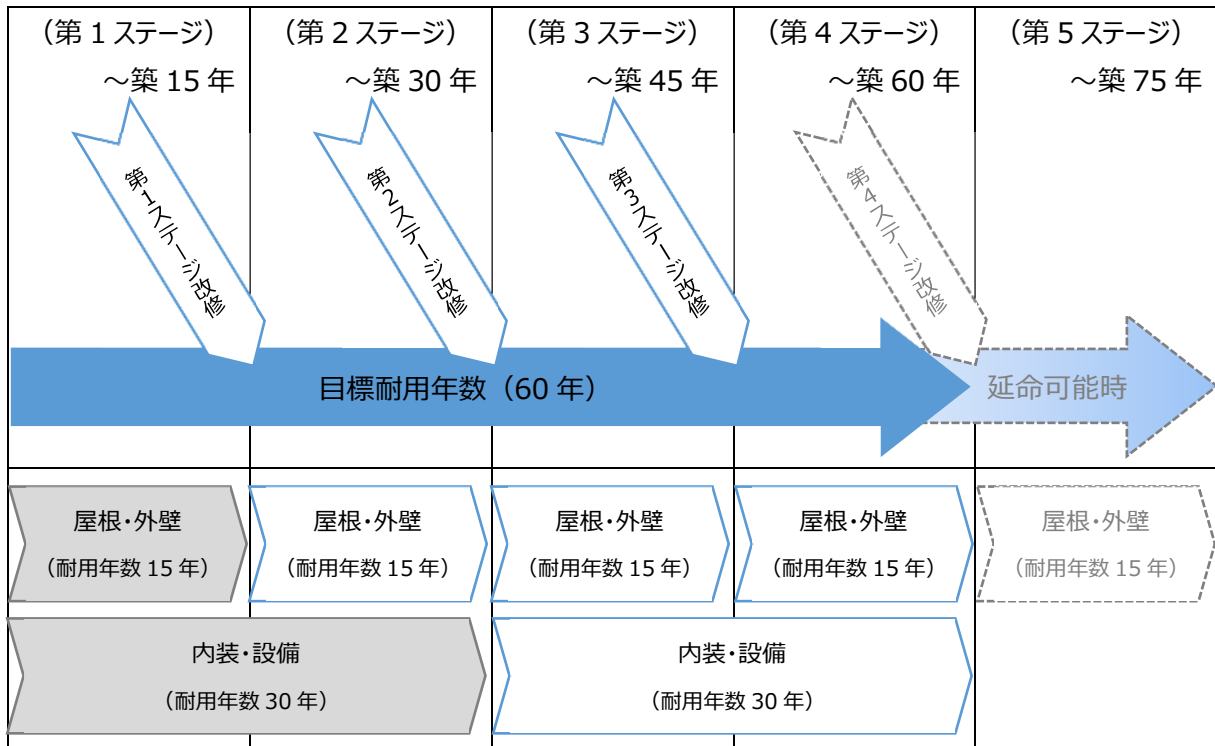 （第 1 ステージ）
～築 15 年
（第 2 ステージ）
～築 30 年
（第 3 ステージ）
～築 45 年
（第 4 ステージ）
～築 60 年
（第 5 ステージ）
～築 75 年
第1ステージ改修
第2ステージ改修
第3ステージ改修
第4ステージ改修
目標耐用年数（60 年）
延命可能時
屋根・外壁
（耐用年数 15 年）
屋根・外壁
（耐用年数 15 年）
屋根・外壁
（耐用年数 15 年）
屋根・外壁
（耐用年数 15 年）
屋根・外壁
（耐用年数 15 年）
内装・設備
（耐用年数 30 年）
内装・設備
（耐用年数 30 年）